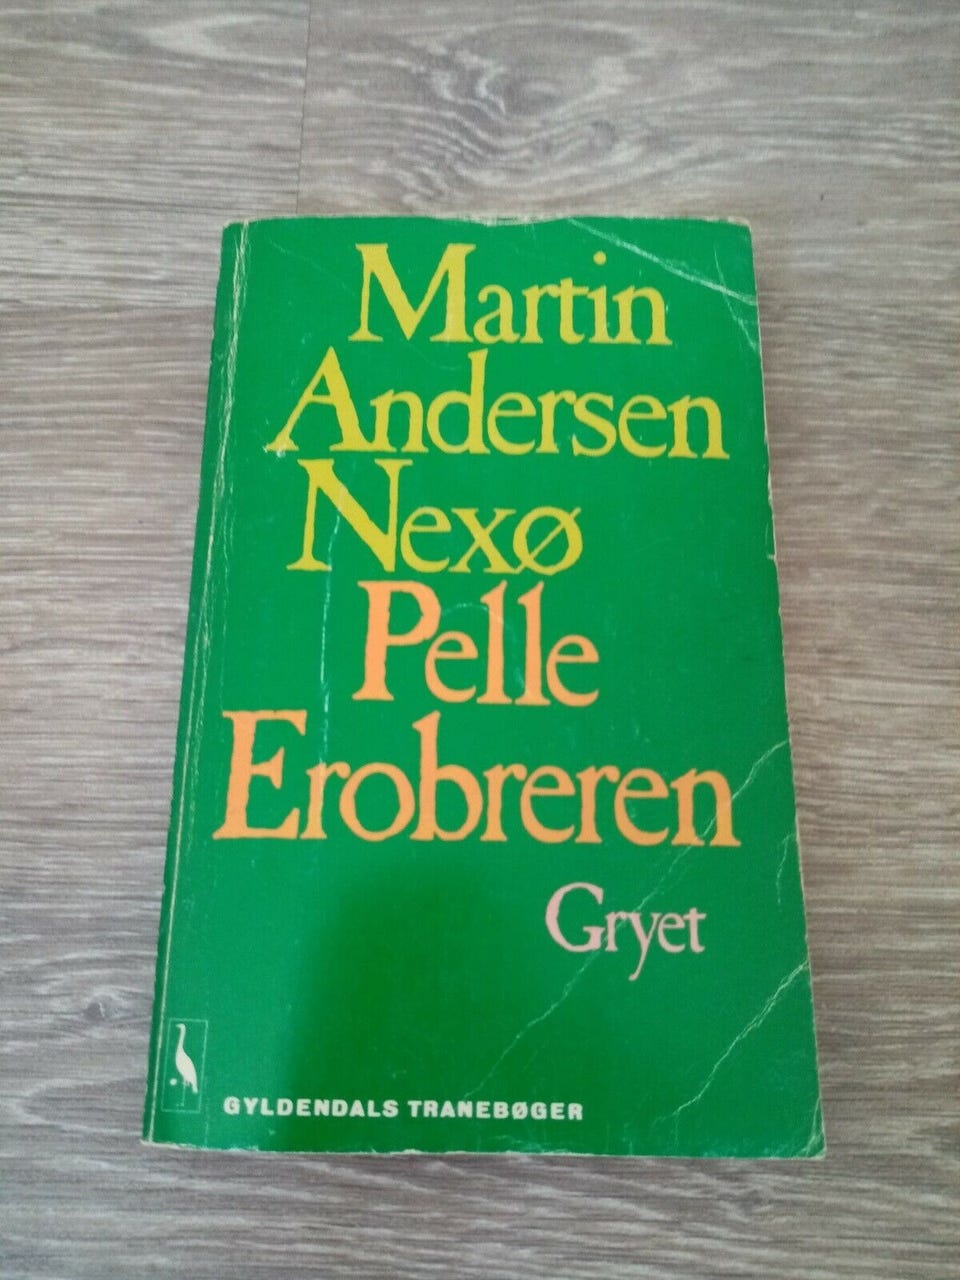 Martin
Andersen
Nexø
Pelle
Erobreren
Gryet
GYLDENDALS TRANEBØGER